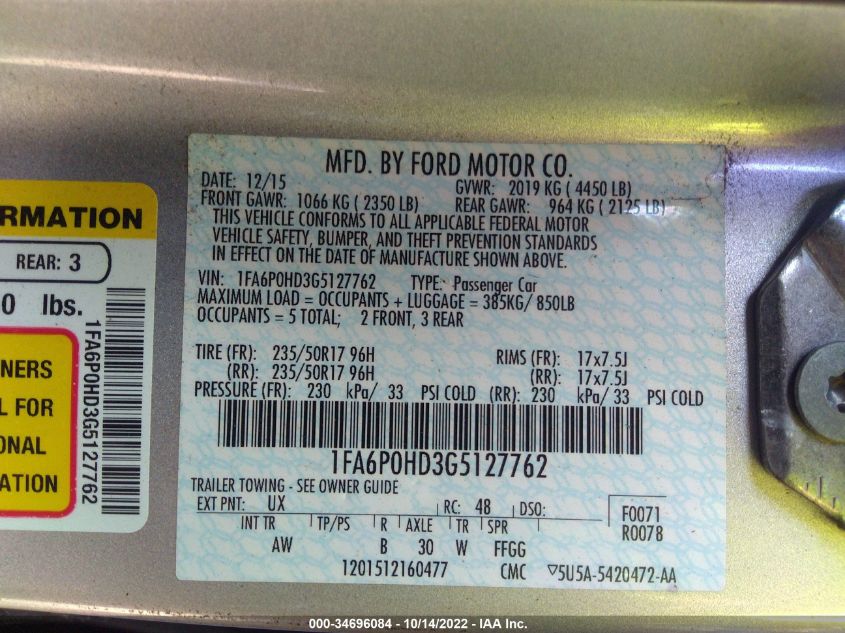 RMATION
REAR: 3
0 lbs.
NERS
L FOR
ONAL
ATION
1FA6P0HD3G5127762
MFD. BY FORD MOTOR CO.
DATE: 12/15 GVWR: 2019 KG ( 4450 LB)
FRONT GAWR: 1066 KG ( 2350 LB) REAR GAWR: 964 KG ( 2125 LB)
THIS VEHICLE CONFORMS TO ALL APPLICABLE FEDERAL MOTOR
VEHICLE SAFETY, BUMPER, AND THEFT PREVENTION STANDARDS
IN EFFECT ON THE DATE OF MANUFACTURE SHOWN ABOVE.
VIN: 1FA6P0HD3G5127762 TYPE: Passenger Car
MAXIMUM LOAD = OCCUPANTS + LUGGAGE = 385KG/ 850LB
OCCUPANTS = 5 TOTAL; 2 FRONT, 3 REAR
TIRE (FR): 235/50R17 96H RIMS (FR): 17x7.5J
(RR): 235/50R17 96H (RR): 17x7.5J
PRESSURE (FR): 230 kPa/ 33 PSI COLD (RR): 230 kPa/ 33 PSI COLD
1FA6P0HD3G5127762
TRAILER TOWING - SEE OWNER GUIDE
EXT PNT: UX RC: 48 DSO: F0071
INT TR TP/PS R AXLE TR SPR R0078
AW B 30 W FFGG
1201512160477 CMC ▽5U5A-5420472-AA
000-34696084 - 10/14/2022 - IAA Inc.